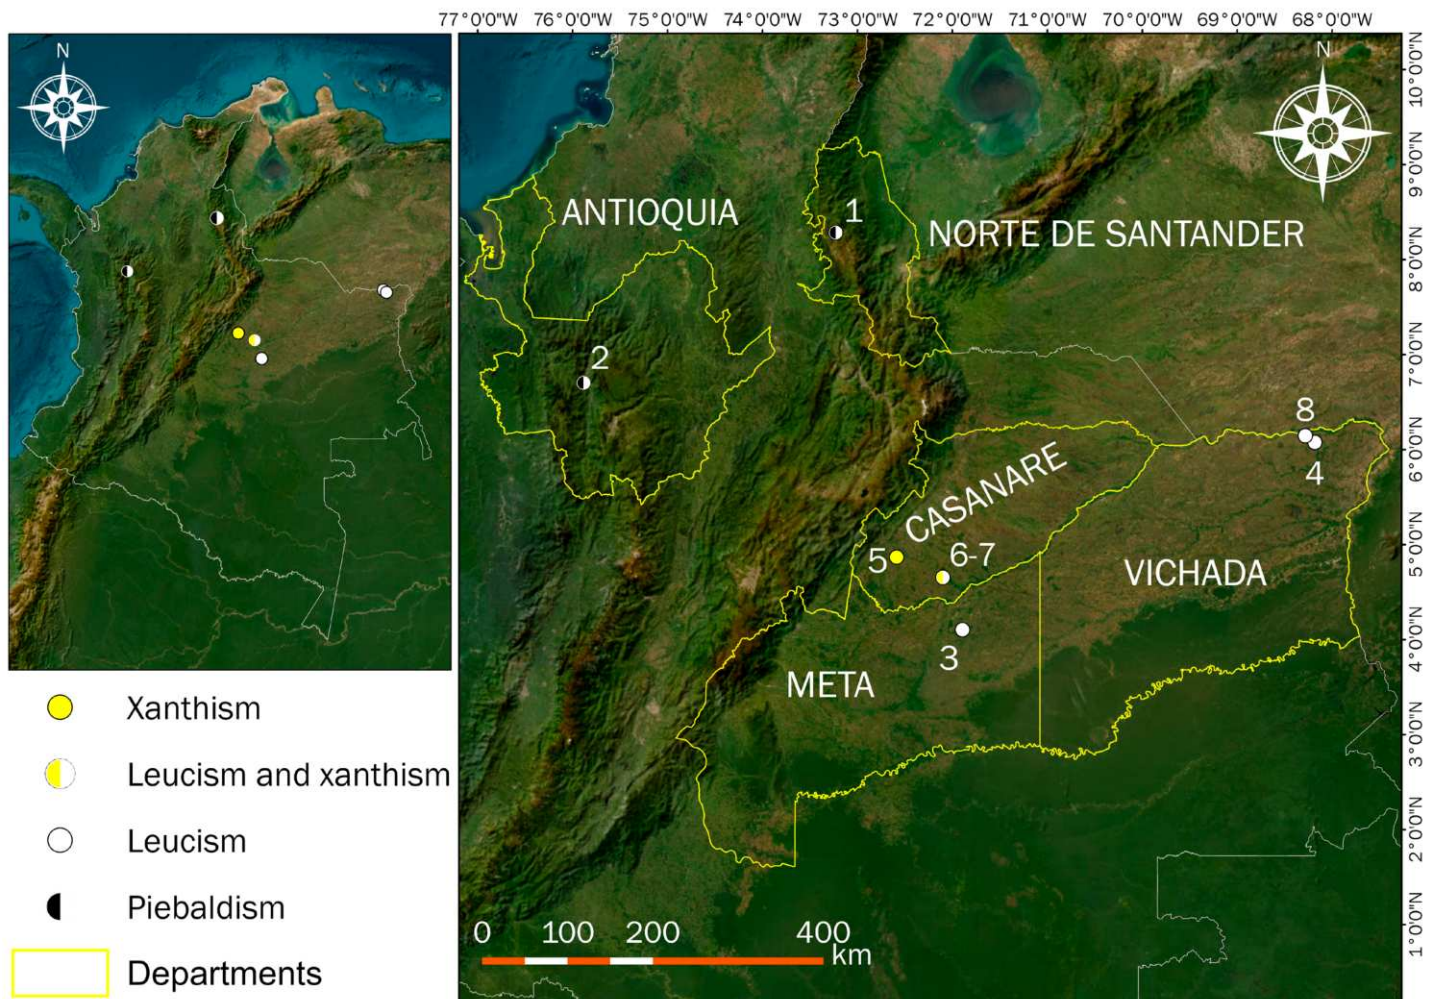 77°0'0"W 76°0'0"W 75°0'0"W 74°0'0"W 73°0'0"W 72°0'0"W 71°0'0"W 70°0'0"W 69°0'0"W 68°0'0"W
N
N
10°0'0"N
9°0'0"N
8°0'0"N
7°0'0"N
6°0'0"N
5°0'0"N
4°0'0"N
3°0'0"N
2°0'0"N
1°0'0"N
ANTIOQUIA
1
NORTE DE SANTANDER
2
8
4
CASANARE
5
6-7
VICHADA
3
META
Xanthism
Leucism and xanthism
Leucism
Piebaldism
Departments
0 100 200 400
km